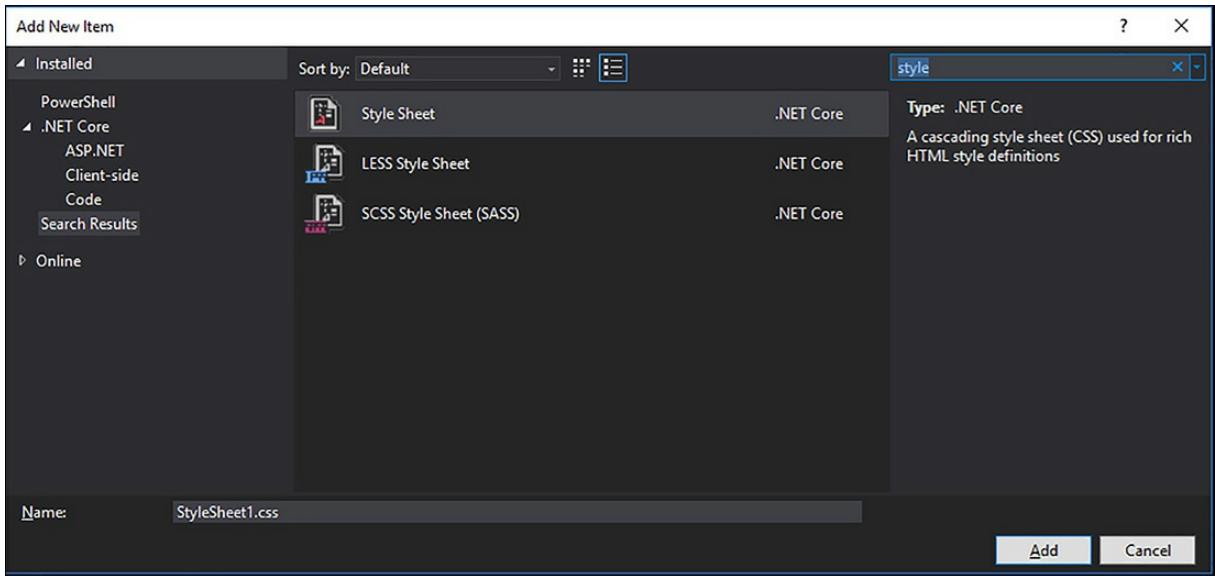 Add New Item
?
Installed
Sort by: Default
style
PowerShell
.NET Core
ASP.NET
Client-side
Code
Search Results
Online
Style Sheet .NET Core
LESS Style Sheet .NET Core
SCSS Style Sheet (SASS) .NET Core
Type: .NET Core
A cascading style sheet (CSS) used for rich
HTML style definitions
Name: StyleSheet1.css
Add Cancel